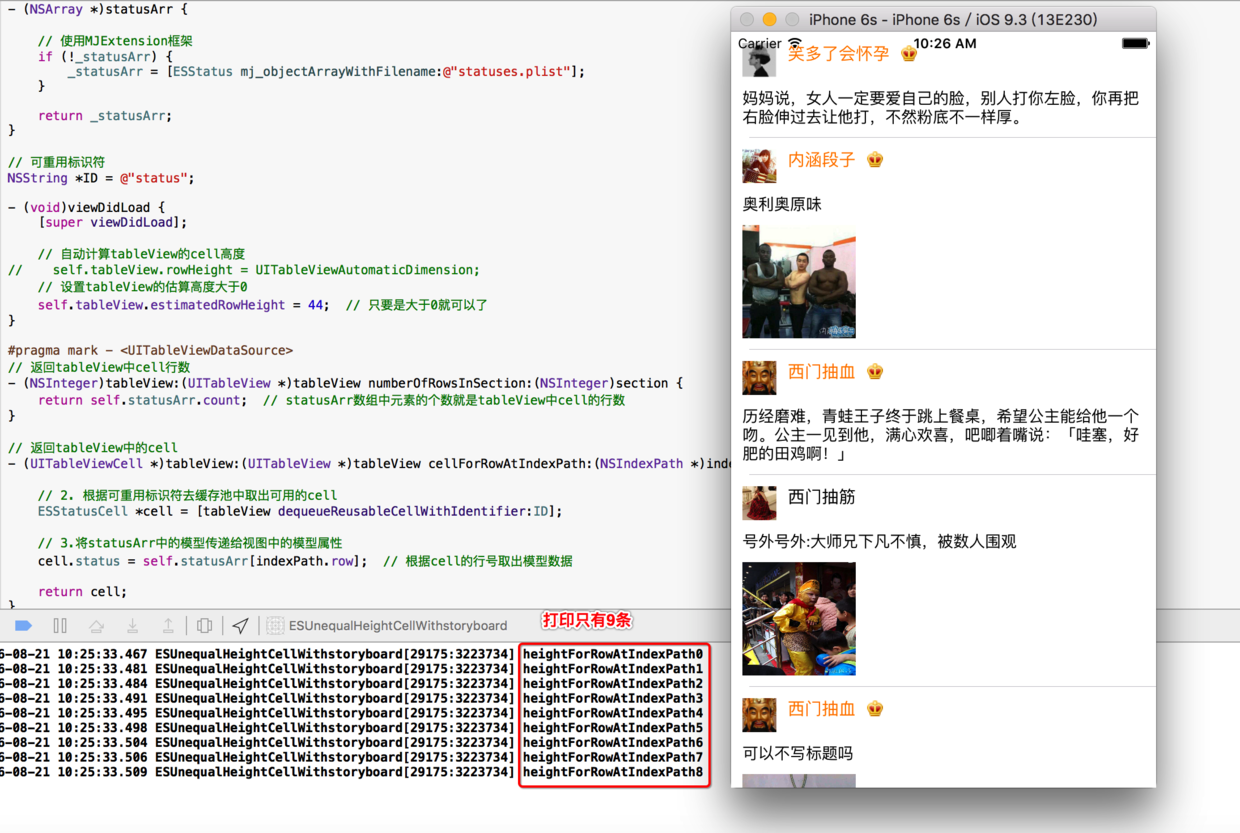 - (NSArray *)statusArr {
// 使用MJExtension框架
if (!_statusArr) {
_statusArr = [ESStatus mj_objectArrayWithFilename:@"statuses.plist"];
}
return _statusArr;
}
// 可重用标识符
NSString *ID = @"status";
- (void)viewDidLoad {
[super viewDidLoad];
// 自动计算tableView的cell高度
// self.tableView.rowHeight = UITableViewAutomaticDimension;
// 设置tableView的估算高度大于0
self.tableView.estimatedRowHeight = 44; // 只要是大于0就可以了
}
#pragma mark - <UITableViewDataSource>
// 返回tableView中cell行数
- (NSInteger)tableView:(UITableView *)tableView numberOfRowsInSection:(NSInteger)section {
return self.statusArr.count; // statusArr数组中元素的个数就是tableView中cell的行数
}
// 返回tableView中的cell
- (UITableViewCell *)tableView:(UITableView *)tableView cellForRowAtIndexPath:(NSIndexPath *)inde
// 2. 根据可重用标识符去缓存池中取出可用的cell
ESStatusCell *cell = [tableView dequeueReusableCellWithIdentifier:ID];
// 3.将statusArr中的模型传递给视图中的模型属性
cell.status = self.statusArr[indexPath.row]; // 根据cell的行号取出模型数据
return cell;
}
ESUnequalHeightCellWithstoryboard
打印只有9条
6-08-21 10:25:33.467 ESUnequalHeightCellWithstoryboard[29175:3223734] heightForRowAtIndexPath0
6-08-21 10:25:33.481 ESUnequalHeightCellWithstoryboard[29175:3223734] heightForRowAtIndexPath1
6-08-21 10:25:33.484 ESUnequalHeightCellWithstoryboard[29175:3223734] heightForRowAtIndexPath2
6-08-21 10:25:33.491 ESUnequalHeightCellWithstoryboard[29175:3223734] heightForRowAtIndexPath3
6-08-21 10:25:33.495 ESUnequalHeightCellWithstoryboard[29175:3223734] heightForRowAtIndexPath4
6-08-21 10:25:33.498 ESUnequalHeightCellWithstoryboard[29175:3223734] heightForRowAtIndexPath5
6-08-21 10:25:33.504 ESUnequalHeightCellWithstoryboard[29175:3223734] heightForRowAtIndexPath6
6-08-21 10:25:33.506 ESUnequalHeightCellWithstoryboard[29175:3223734] heightForRowAtIndexPath7
6-08-21 10:25:33.509 ESUnequalHeightCellWithstoryboard[29175:3223734] heightForRowAtIndexPath8
iPhone 6s - iPhone 6s / iOS 9.3 (13E230)
Carrier 10:26 AM
笑多了会怀孕
妈妈说，女人一定要爱自己的脸，别人打你左脸，你再把
右脸伸过去让他打，不然粉底不一样厚。
内涵段子
奥利奥原味
西门抽血
历经磨难，青蛙王子终于跳上餐桌，希望公主能给他一个
吻。公主一见到他，满心欢喜，吧唧着嘴说：「哇塞，好
肥的田鸡啊！」
西门抽筋
号外号外:大师兄下凡不慎，被数人围观
西门抽血
可以不写标题吗